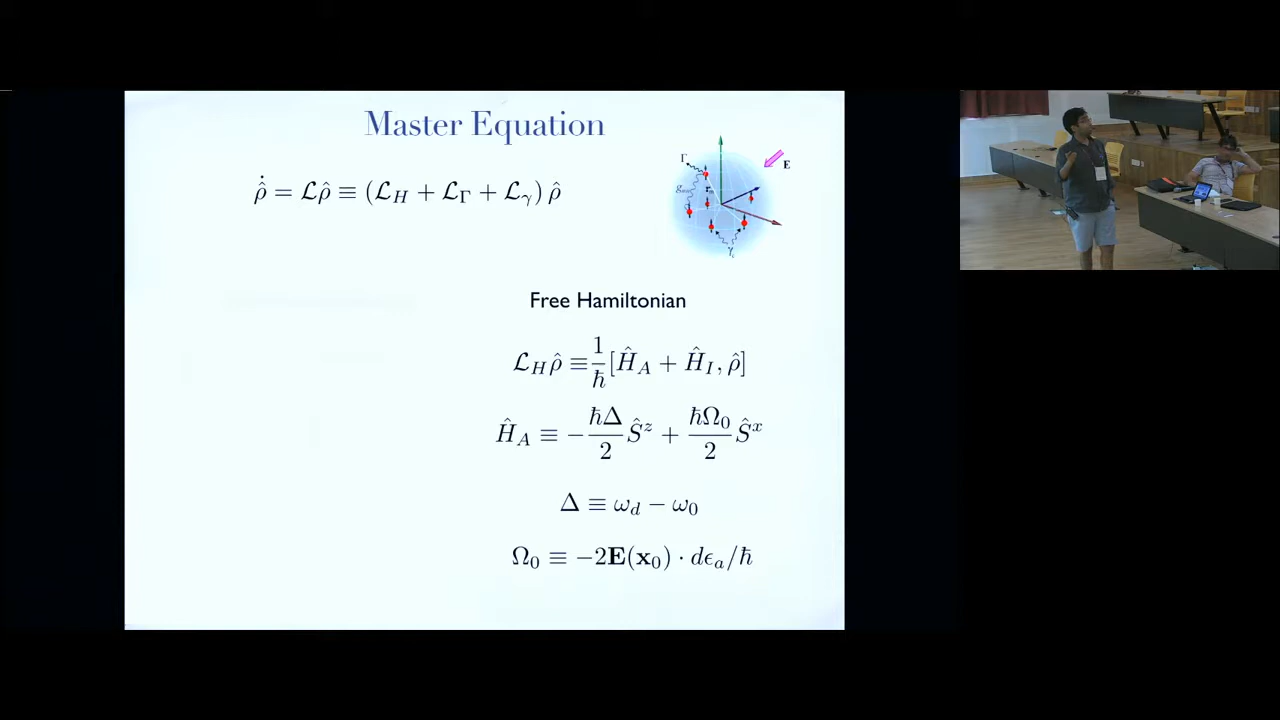 Master Equation
$\dot{\hat{\rho}} = \mathcal{L}\hat{\rho} \equiv (\mathcal{L}_H + \mathcal{L}_\Gamma + \mathcal{L}_\gamma)\,\hat{\rho}$
Γ
E
Free Hamiltonian
$\mathcal{L}_H\hat{\rho} \equiv \frac{1}{\hbar}[\hat{H}_A + \hat{H}_I, \hat{\rho}]$
$\hat{H}_A \equiv -\frac{\hbar\Delta}{2}\hat{S}^z + \frac{\hbar\Omega_0}{2}\hat{S}^x$
$\Delta \equiv \omega_d - \omega_0$
$\Omega_0 \equiv -2\mathbf{E}(\mathbf{x}_0) \cdot d\epsilon_a/\hbar$